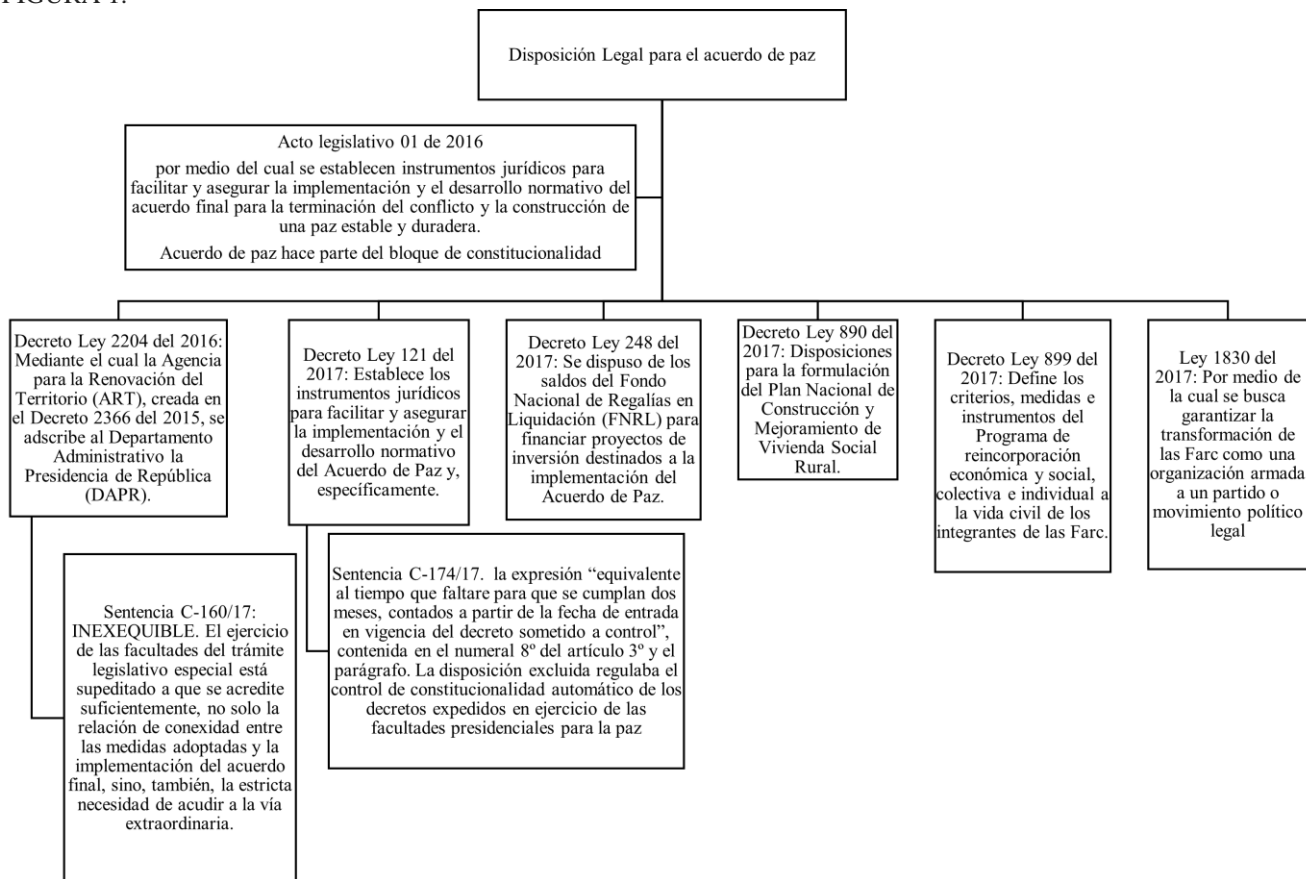 FIGURA 1.
Disposición Legal para el acuerdo de paz
Acto legislativo 01 de 2016
por medio del cual se establecen instrumentos jurídicos para
facilitar y asegurar la implementación y el desarrollo normativo del
acuerdo final para la terminación del conflicto y la construcción de
una paz estable y duradera.
Acuerdo de paz hace parte del bloque de constitucionalidad
Decreto Ley 2204 del 2016:
Mediante el cual la Agencia
para la Renovación del
Territorio (ART), creada en
el Decreto 2366 del 2015, se
adscribe al Departamento
Administrativo la
Presidencia de República
(DAPR).
Decreto Ley 121 del
2017: Establece los
instrumentos jurídicos
para facilitar y asegurar
la implementación y el
desarrollo normativo
del Acuerdo de Paz y,
específicamente.
Decreto Ley 248 del
2017: Se dispuso de los
saldos del Fondo
Nacional de Regalías en
Liquidación (FNRL) para
financiar proyectos de
inversión destinados a la
implementación del
Acuerdo de Paz.
Decreto Ley 890 del
2017: Disposiciones
para la formulación
del Plan Nacional de
Construcción y
Mejoramiento de
Vivienda Social
Rural.
Decreto Ley 899 del
2017: Define los
criterios, medidas e
instrumentos del
Programa de
reincorporación
económica y social,
colectiva e individual a
la vida civil de los
integrantes de las Farc.
Ley 1830 del
2017: Por medio de
la cual se busca
garantizar la
transformación de
las Farc como una
organización armada
a un partido o
movimiento político
legal
Sentencia C-160/17:
INEXEQUIBLE. El ejercicio
de las facultades del trámite
legislativo especial está
supeditado a que se acredite
suficientemente, no solo la
relación de conexidad entre
las medidas adoptadas y la
implementación del acuerdo
final, sino, también, la estricta
necesidad de acudir a la vía
extraordinaria.
Sentencia C-174/17. la expresión “equivalente
al tiempo que faltare para que se cumplan dos
meses, contados a partir de la fecha de entrada
en vigencia del decreto sometido a control”,
contenida en el numeral 8º del artículo 3º y el
parágrafo. La disposición excluida regulaba el
control de constitucionalidad automático de los
decretos expedidos en ejercicio de las
facultades presidenciales para la paz